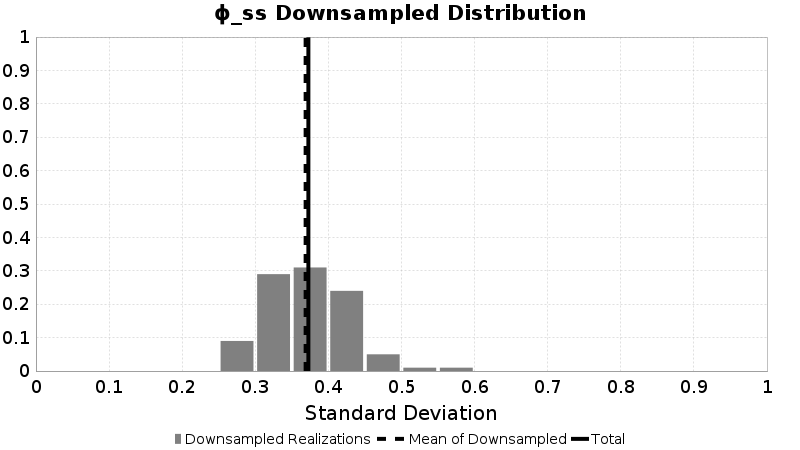 ϕ_ss Downsampled Distribution
1
0.9
0.8
0.7
0.6
0.5
0.4
0.3
0.2
0.1
0
0 0.1 0.2 0.3 0.4 0.5 0.6 0.7 0.8 0.9 1
Standard Deviation
Downsampled Realizations Mean of Downsampled Total